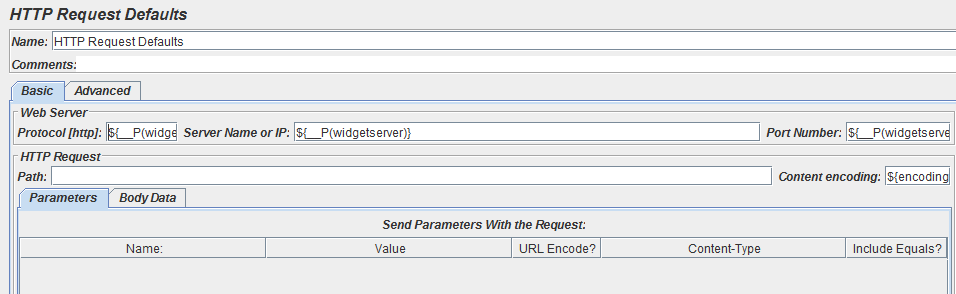 HTTP Request Defaults
Name: HTTP Request Defaults
Comments:
Basic Advanced
Web Server
Protocol [http]: ${__P(widge Server Name or IP: ${__P(widgetserver)} Port Number: ${__P(widgetserve
HTTP Request
Path: Content encoding: ${encoding
Parameters Body Data
Send Parameters With the Request:
Name: Value URL Encode? Content-Type Include Equals?